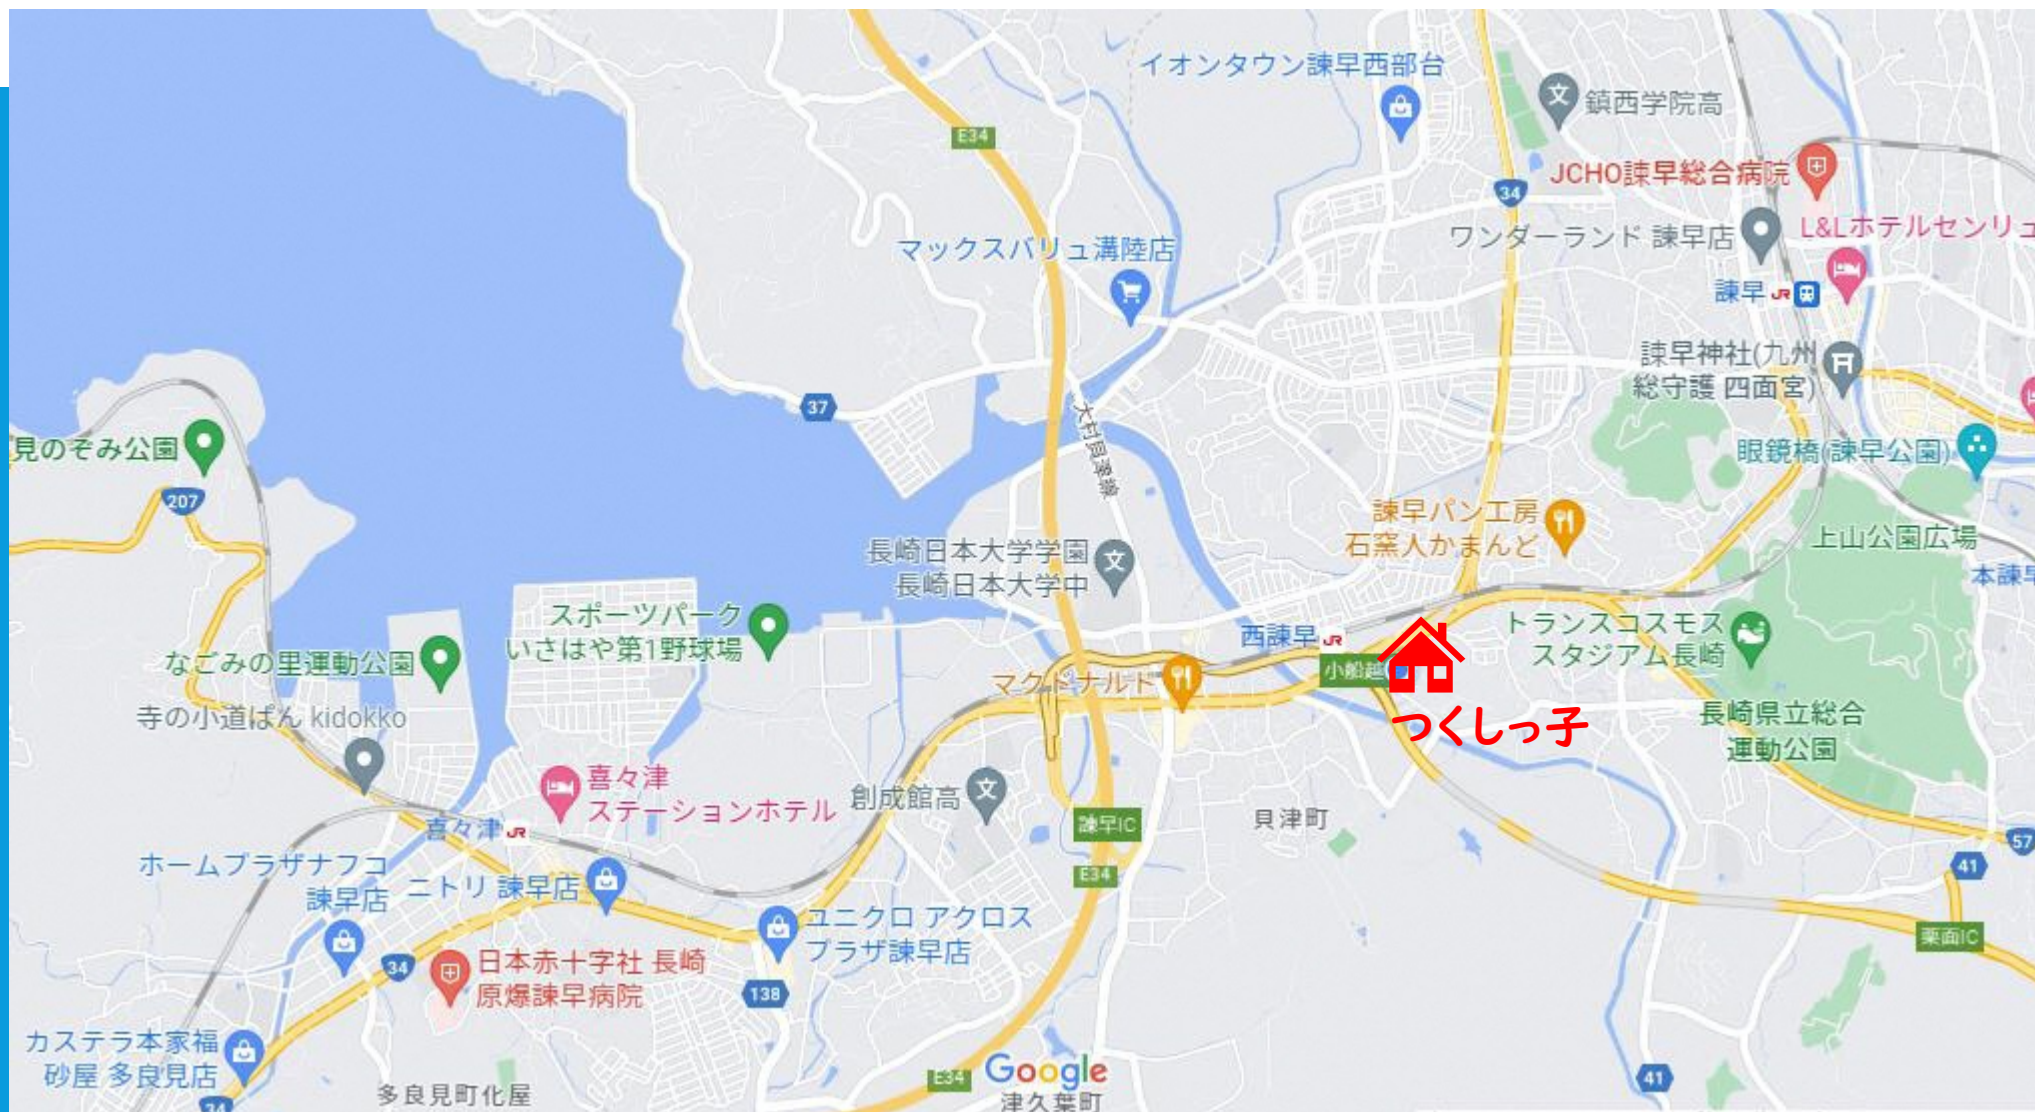 イオンタウン諫早西部台
鎮西学院高
E34
JCHO諫早総合病院
34
L&Lホテルセンリュ
ワンダーランド 諫早店
マックスバリュ溝陸店
諫早 JR
諫早神社(九州
総守護 四面宮)
37
大村貝津線
見のぞみ公園
眼鏡橋(諫早公園)
207
諫早パン工房
石窯人かまんど
上山公園広場
長崎日本大学学園
長崎日本大学中
本諫早
スポーツパーク
いさはや第1野球場
トランスコスモス
スタジアム長崎
西諫早 JR
なごみの里運動公園
小船越
マクドナルド
寺の小道ぱん kidokko
つくしっ子
長崎県立総合
運動公園
喜々津
ステーションホテル
創成館高
諫早IC
貝津町
喜々津 JR
57
ホームプラザナフコ
諫早店
ニトリ 諫早店
E34
41
ユニクロ アクロス
プラザ諫早店
栗面IC
34
日本赤十字社 長崎
原爆諫早病院
138
カステラ本家福
砂屋 多良見店
Google
E34
41
多良見町化屋
津久葉町
34